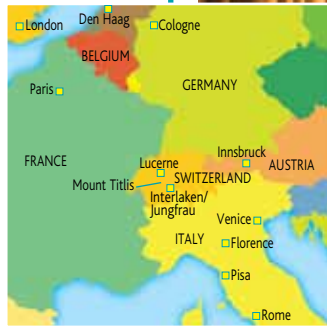 London
Den Haag
Cologne
BELGIUM
GERMANY
Paris
FRANCE
Lucerne
Innsbruck
AUSTRIA
Mount Titlis
SWITZERLAND
Interlaken/
Jungfrau
Venice
ITALY
Florence
Pisa
Rome